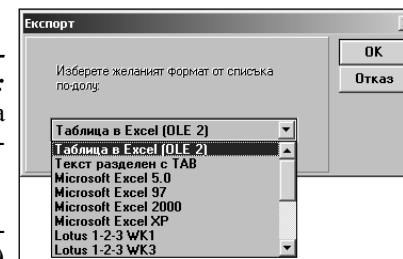 Експорт
Изберете желаният формат от списъка
по-долу:
OK
Отказ
Таблица в Excel (OLE 2)
Таблица в Excel (OLE 2)
Текст разделен с TAB
Microsoft Excel 5.0
Microsoft Excel 97
Microsoft Excel 2000
Microsoft Excel XP
Lotus 1-2-3 WK1
Lotus 1-2-3 WK3